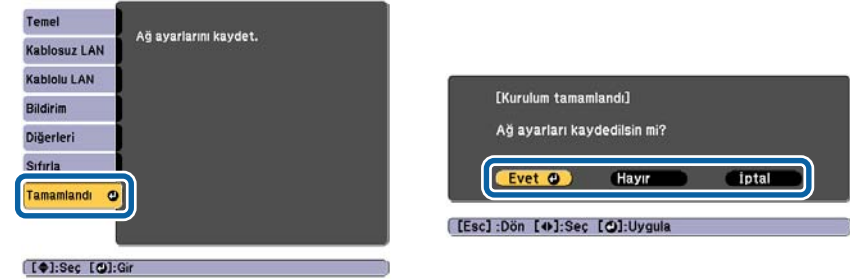 Temel
Kablosuz LAN
Kablolu LAN
Bildirim
Diğerleri
Sıfırla
Tamamlandı
Ağ ayarlarını kaydet.
[◆]:Seç [⏎]:Gir
[Kurulum tamamlandı]
Ağ ayarları kaydedilsin mi?
Evet Hayır İptal
[Esc] :Dön [◀▶]:Seç [⏎]:Uygula